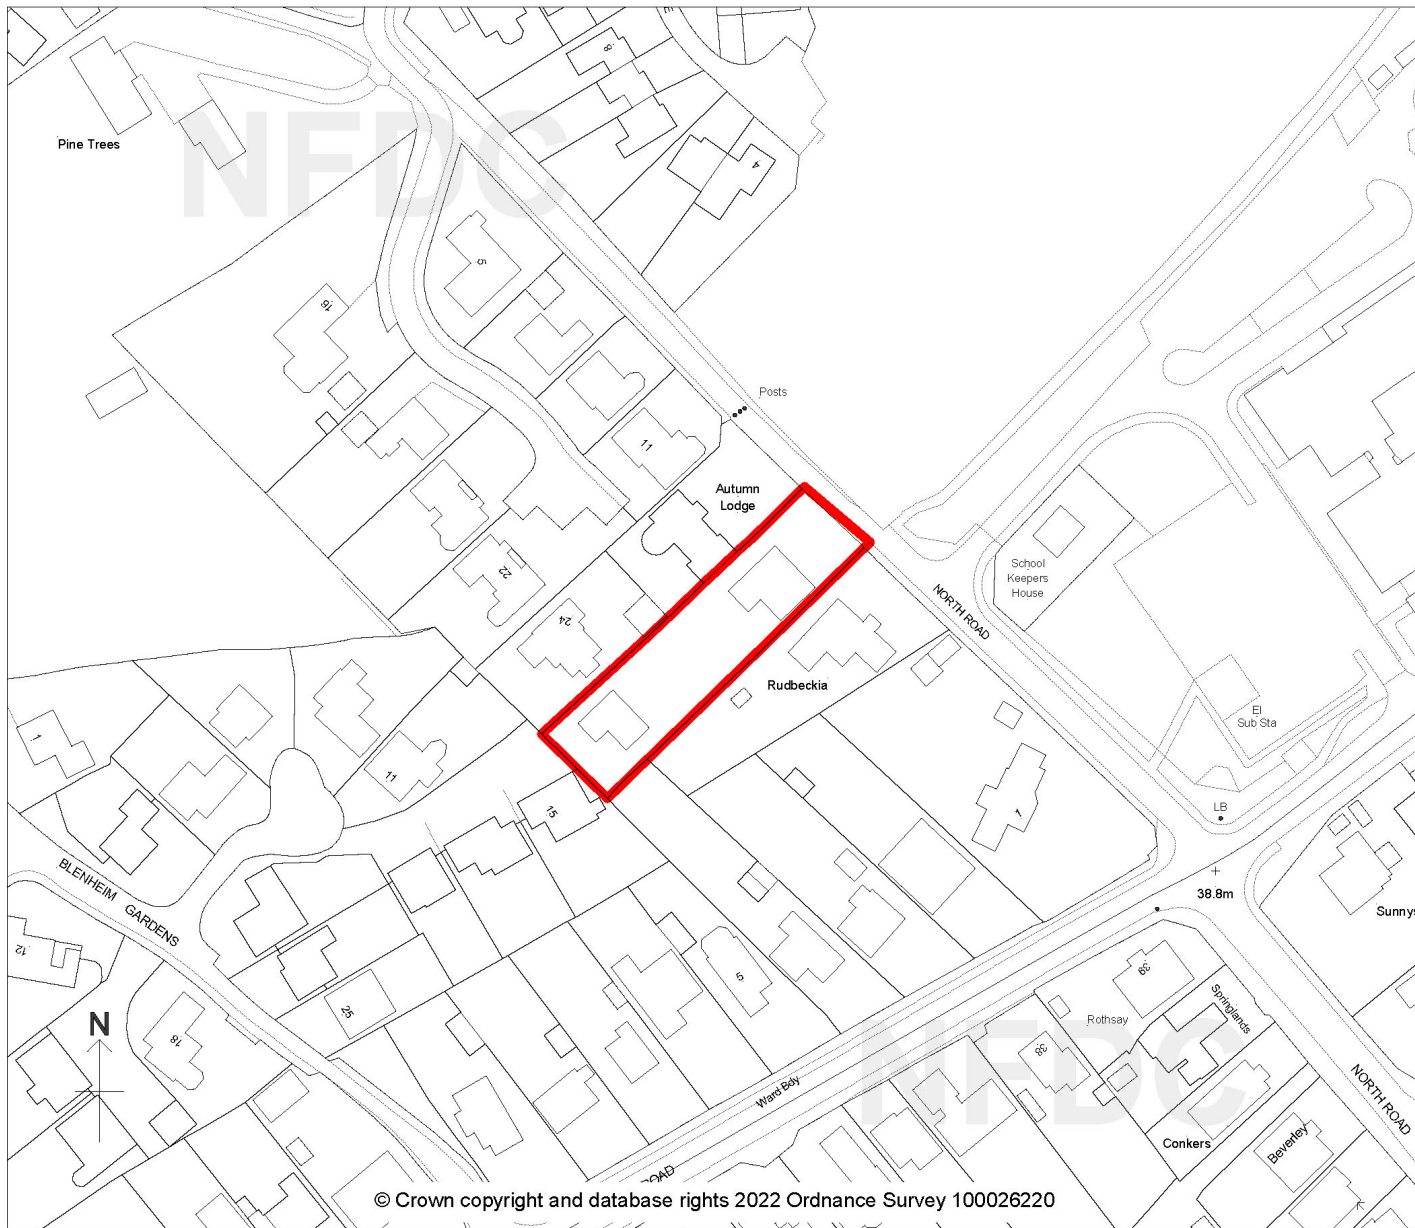 8
E
NFDC
Pine Trees
4
5
16
Posts
11
Autumn
Lodge
School
Keepers
House
22
NORTH ROAD
24
Rudbeckia
El
Sub Sta
1
11
15
1
LB
BLENHEIM GARDENS
38.8m
Sunnys
12
5
39
Springlands
25
Rothsay
N
18
38
NFDC
NORTH ROAD
Ward Bdy
Conkers
Beverley
ROAD
© Crown copyright and database rights 2022 Ordnance Survey 100026220